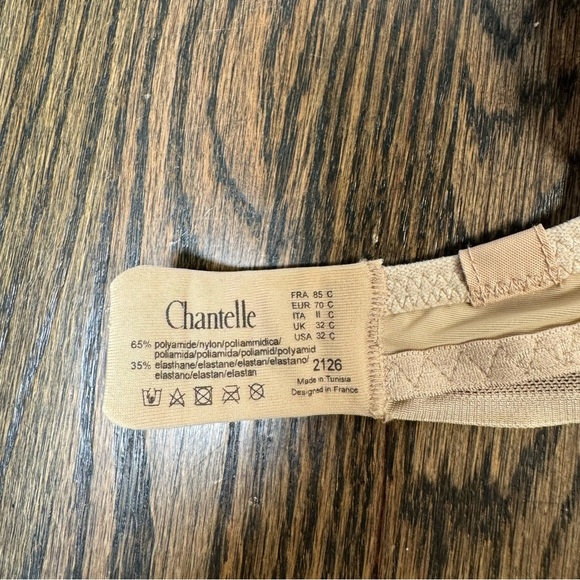 Chantelle
FRA 85 C
EUR 70 C
ITA II C
UK 32 C
USA 32 C
65% polyamide/nylon/poliammidica/
poliamida/poliamida/poliamid/polyamid
35% elasthane/elastane/elastan/elastano/
elastano/elastan/elastan
2126
Made in Tunisia
Designed in France